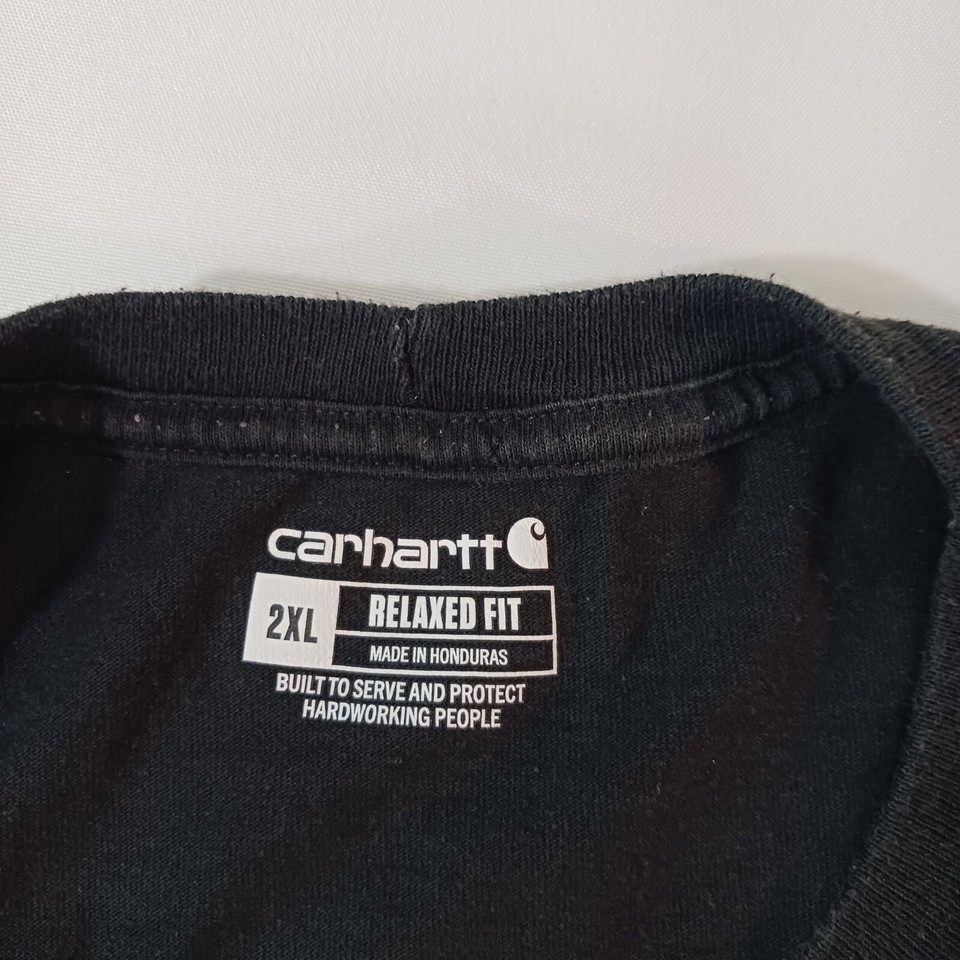 carhartt
2XL
RELAXED FIT
MADE IN HONDURAS
BUILT TO SERVE AND PROTECT
HARDWORKING PEOPLE